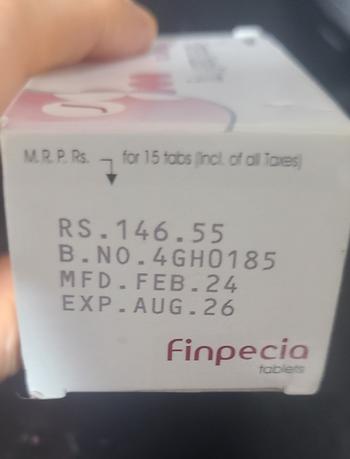 M.R.P. Rs. for 15 tabs (Incl. of all Taxes)
RS.146.55
B.NO.4GH0185
MFD.FEB.24
EXP.AUG.26
Finpecia
tablets